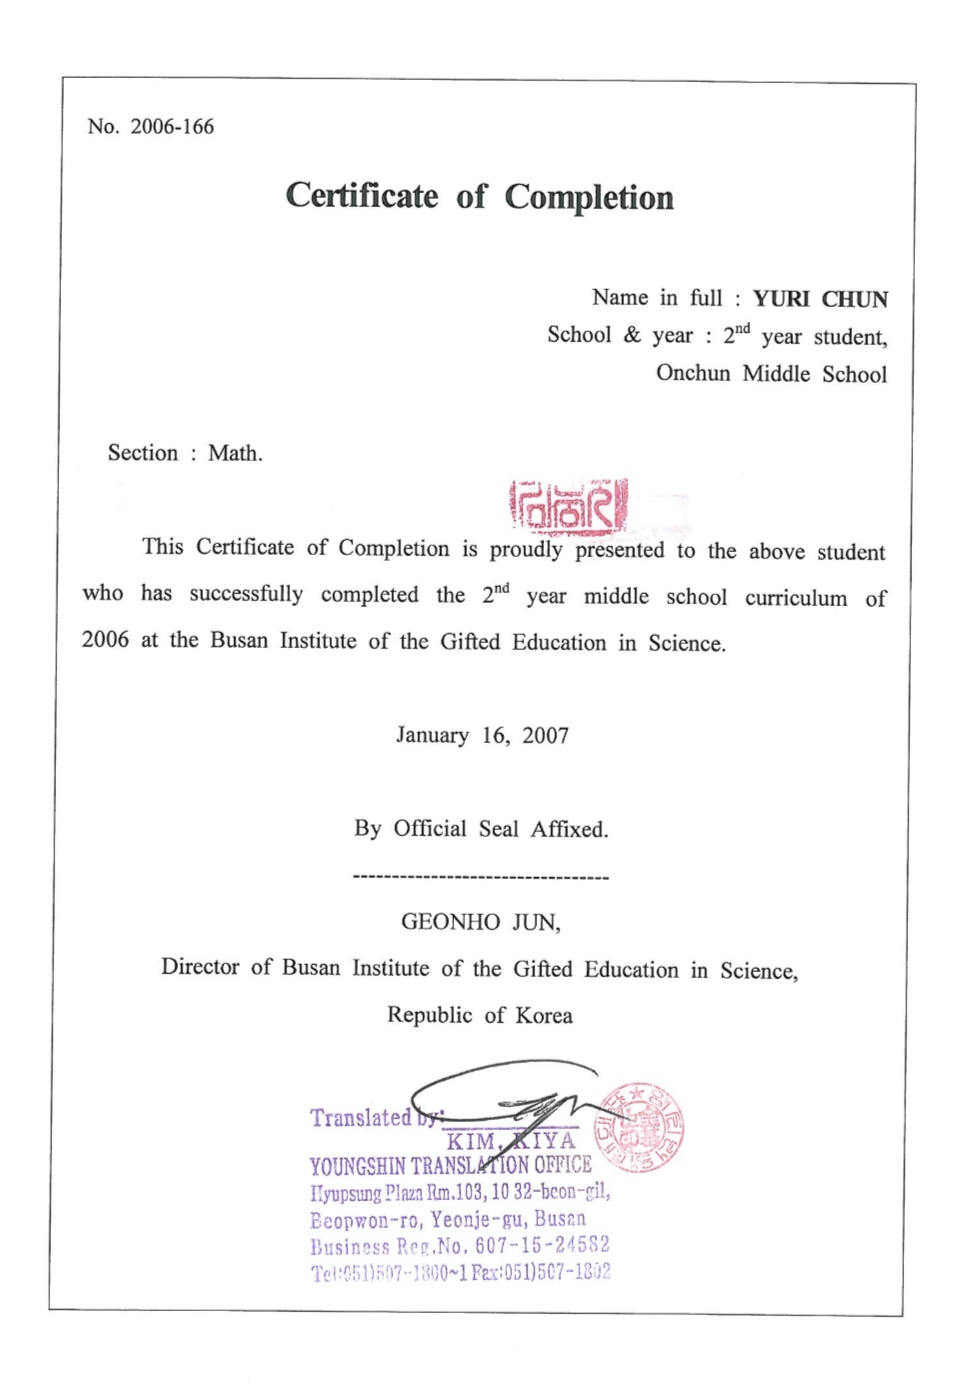 No. 2006-166
Certificate of Completion
Name in full : YURI CHUN
School & year : 2nd year student,
Onchun Middle School
Section : Math.
This Certificate of Completion is proudly presented to the above student
who has successfully completed the 2nd year middle school curriculum of
2006 at the Busan Institute of the Gifted Education in Science.
January 16, 2007
By Official Seal Affixed.
---------------------------------
GEONHO JUN,
Director of Busan Institute of the Gifted Education in Science,
Republic of Korea
Translated by:
KIM, KIYA
YOUNGSHIN TRANSLATION OFFICE
Hyupsung Plaza Rm.103, 10 32-beon-gil,
Beopwon-ro, Yeonje-gu, Busan
Business Reg.No. 607-15-24582
Tel:051)507-1800~1 Fax:051)507-1802